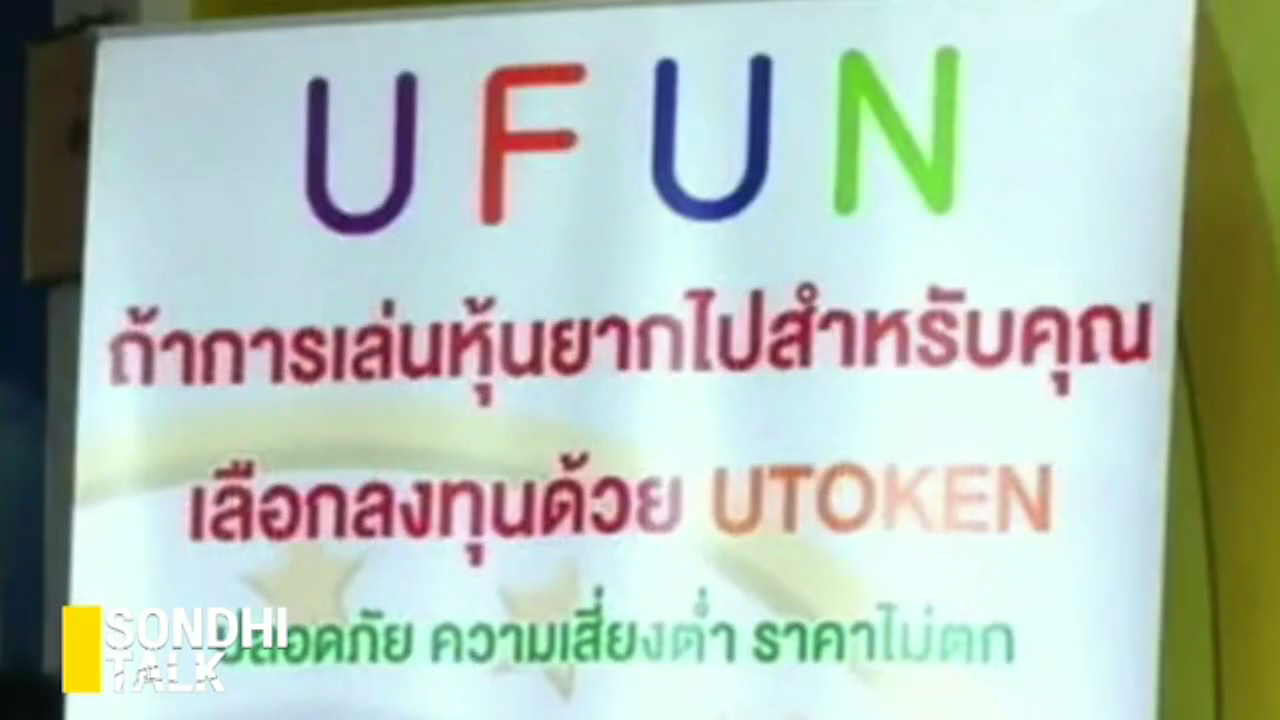 UFUN
ถ้าการเล่นหุ้นยากไปสำหรับคุณ
เลือกลงทุนด้วย UTOKEN
ปลอดภัย ความเสี่ยงต่ำ ราคาไม่ตก
SONDHI
TALK